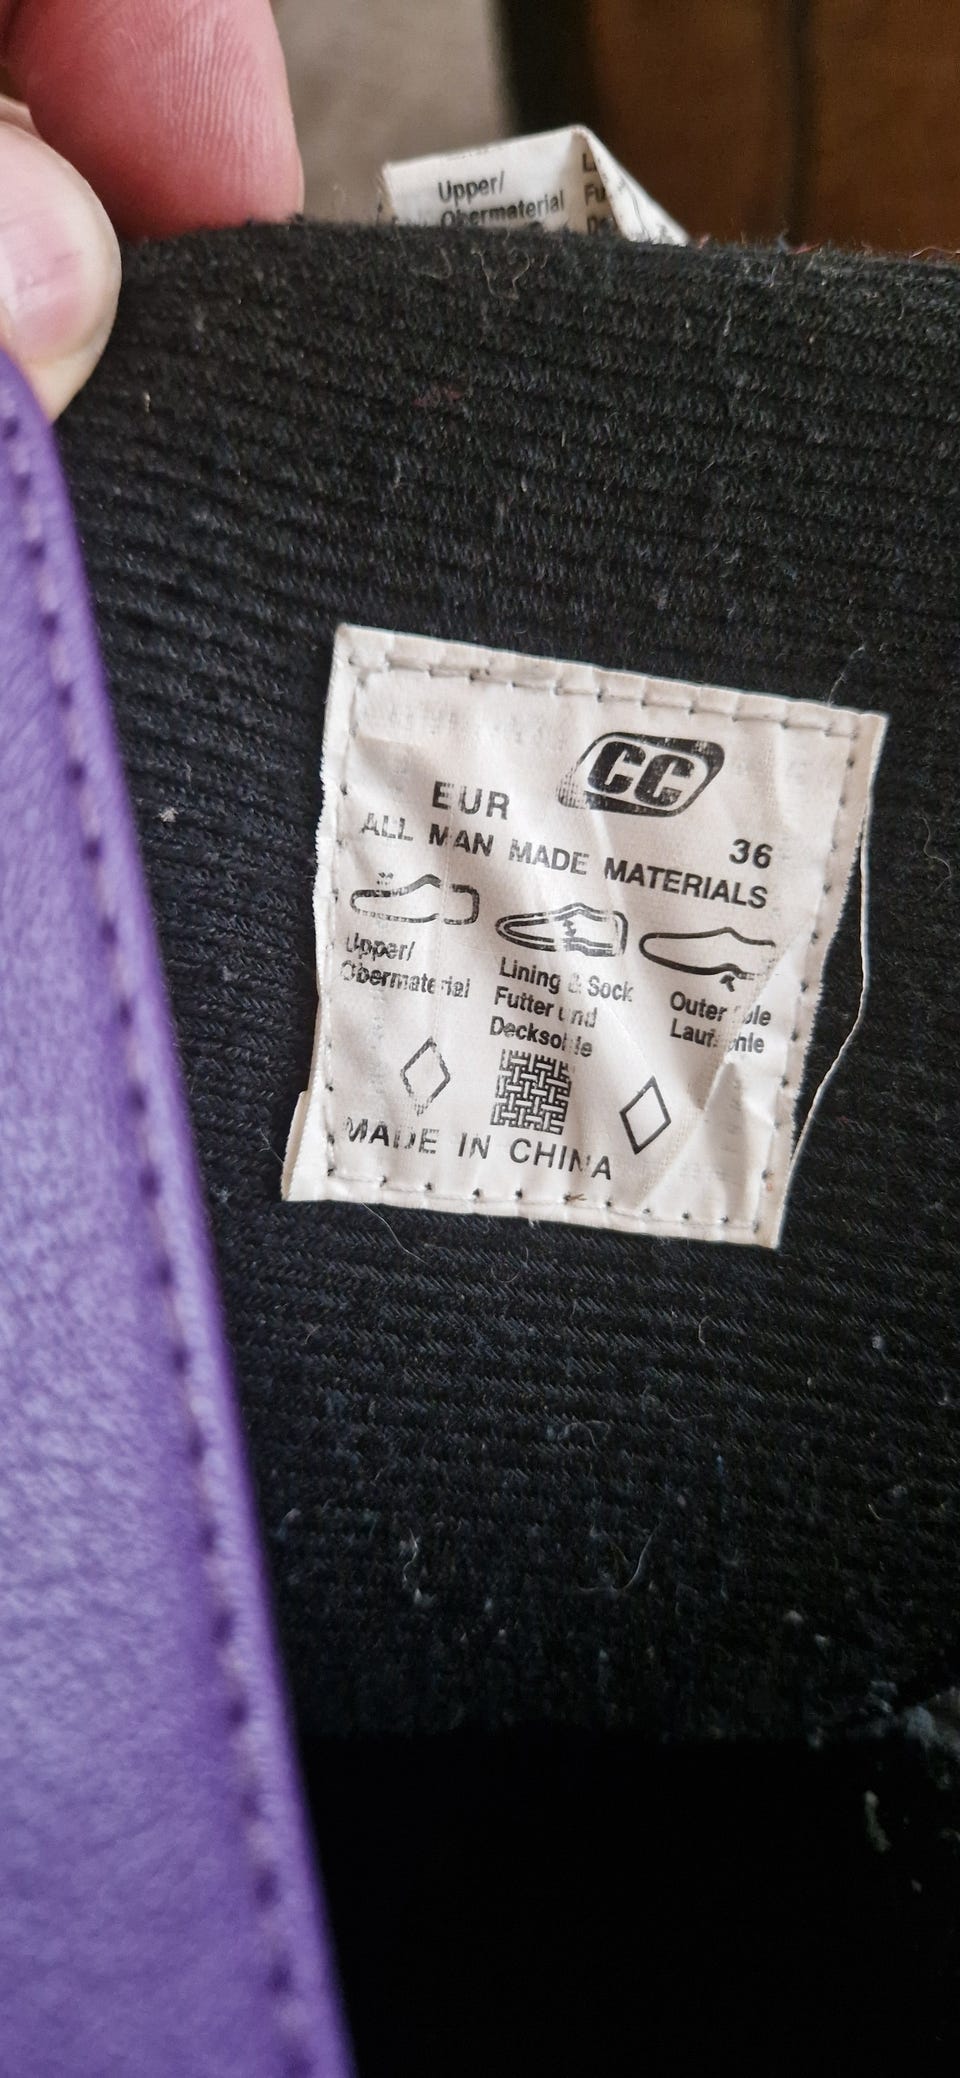 Upper/
Obermaterial
CC
EUR 36
ALL MAN MADE MATERIALS
Upper/
Obermaterial
Lining & Sock
Futter und
Decksohle
Outer sole
Laufsohle
MADE IN CHINA